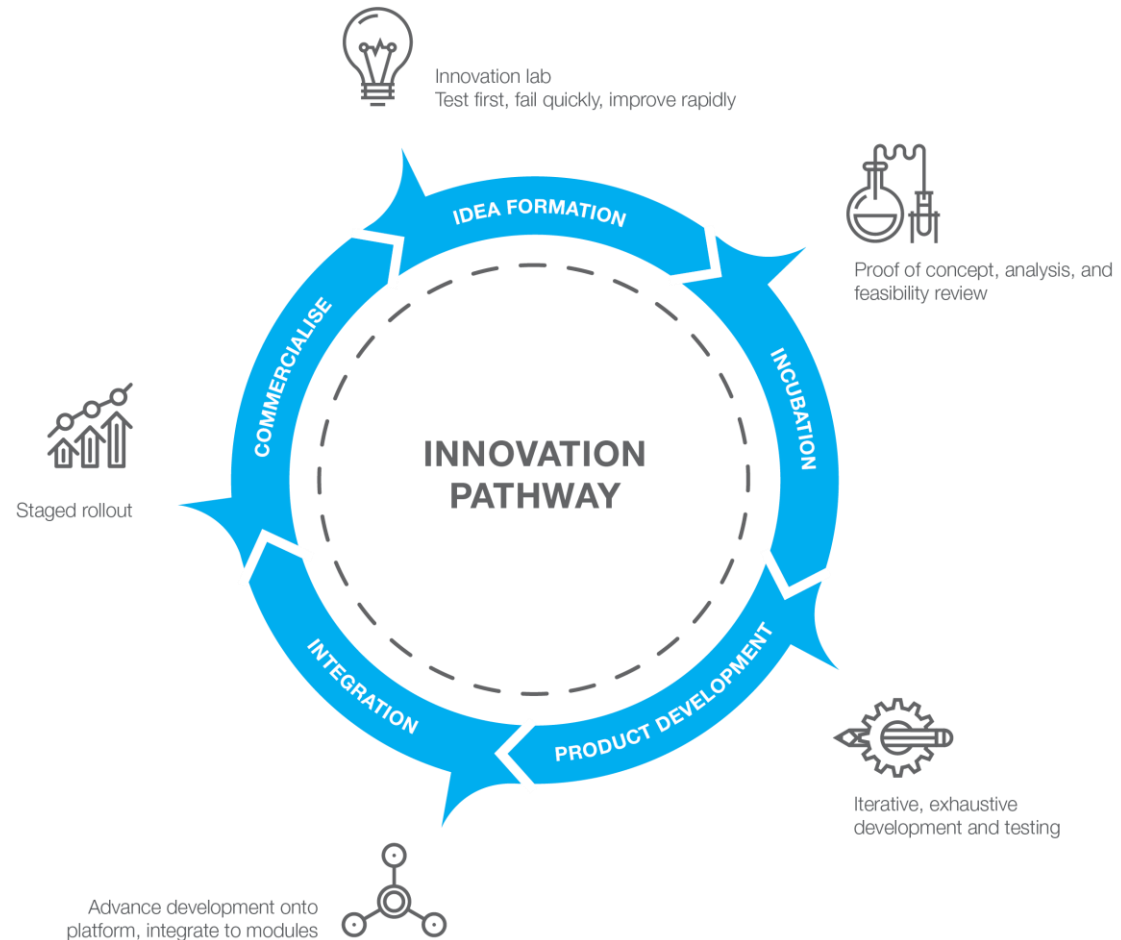 Innovation lab
Test first, fail quickly, improve rapidly
IDEA FORMATION
Proof of concept, analysis, and
feasibility review
INCUBATION
COMMERCIALISE
INNOVATION
PATHWAY
Staged rollout
PRODUCT DEVELOPMENT
INTEGRATION
Iterative, exhaustive
development and testing
Advance development onto
platform, integrate to modules